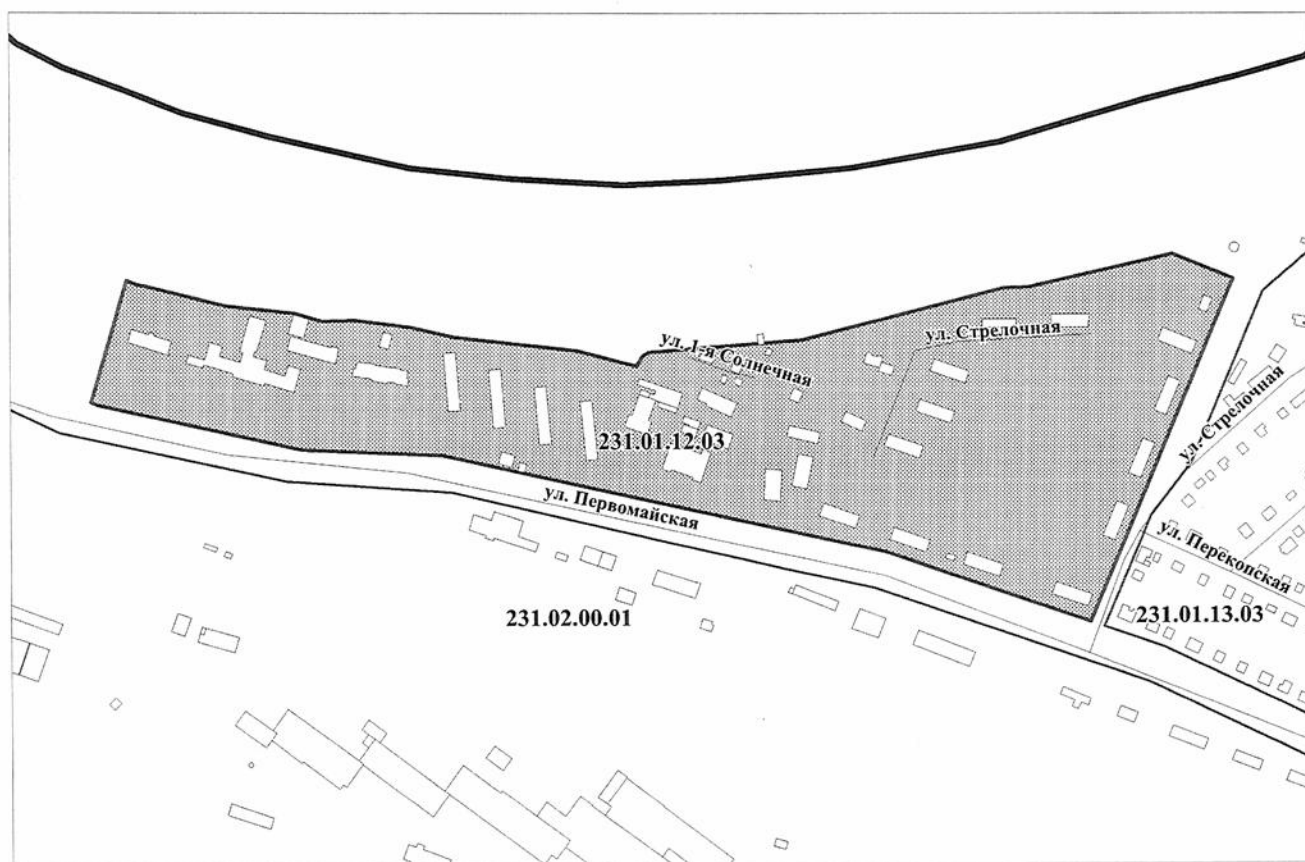 ул. Стрелочная
ул. 1-я Солнечная
ул. Стрелочная
231.01.12.03
ул. Первомайская
ул. Перекопская
231.02.00.01
231.01.13.03